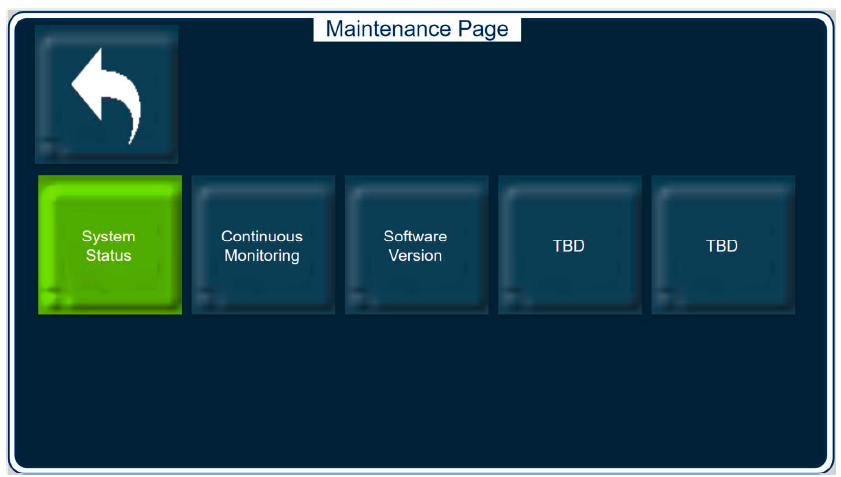 Maintenance Page
System
Status
Continuous
Monitoring
Software
Version
TBD
TBD